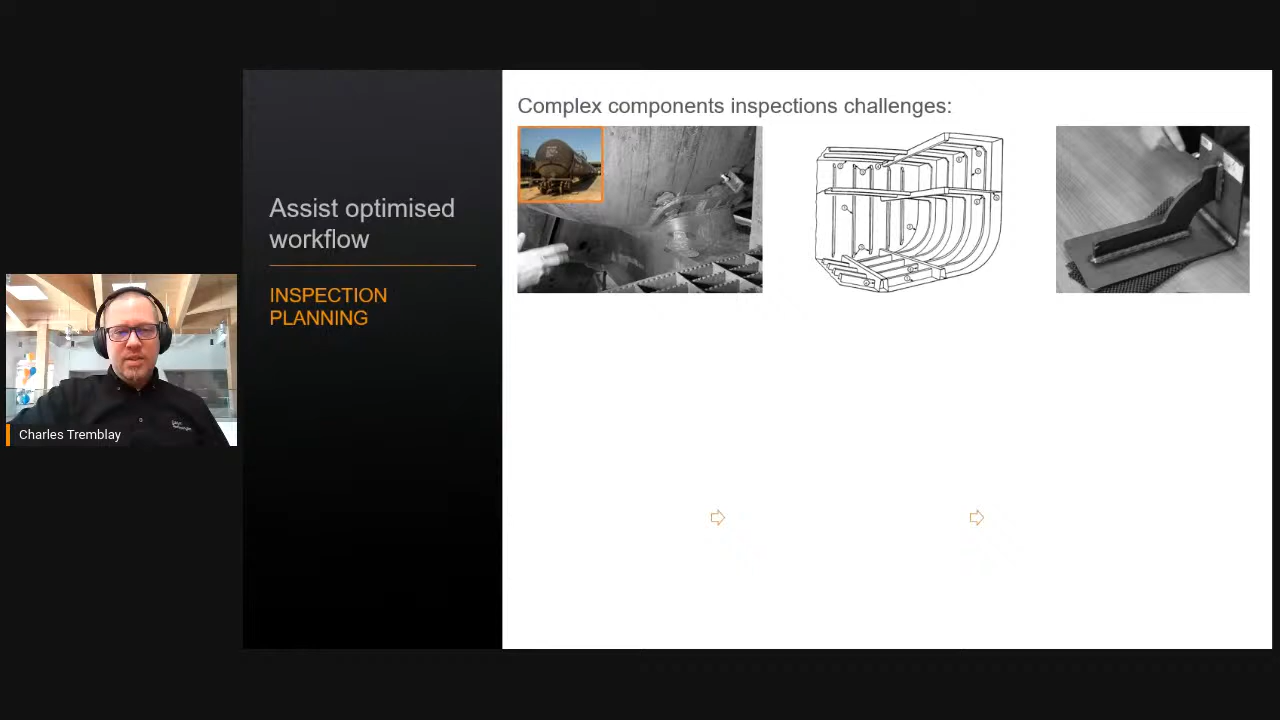 Complex components inspections challenges:
Assist optimised
workflow
INSPECTION
PLANNING
Charles Tremblay